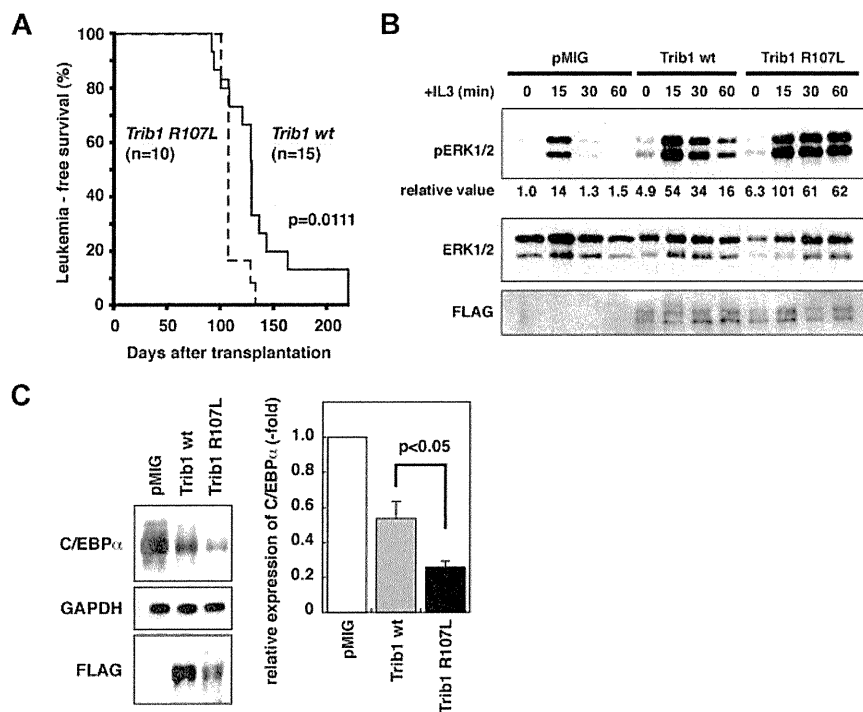 A
100
80
60
40
20
0
Leukemia - free survival (%)
Trib1 R107L
(n=10)
Trib1 wt
(n=15)
p=0.0111
0 50 100 150 200
Days after transplantation
B
pMIG Trib1 wt Trib1 R107L
+IL3 (min) 0 15 30 60 0 15 30 60 0 15 30 60
pERK1/2
relative value 1.0 14 1.3 1.5 4.9 54 34 16 6.3 101 61 62
ERK1/2
FLAG
C
pMIG
Trib1 wt
Trib1 R107L
C/EBPα
GAPDH
FLAG
relative expression of C/EBPα (-fold)
1.0
0.8
0.6
0.4
0.2
0
p<0.05
pMIG
Trib1 wt
Trib1 R107L